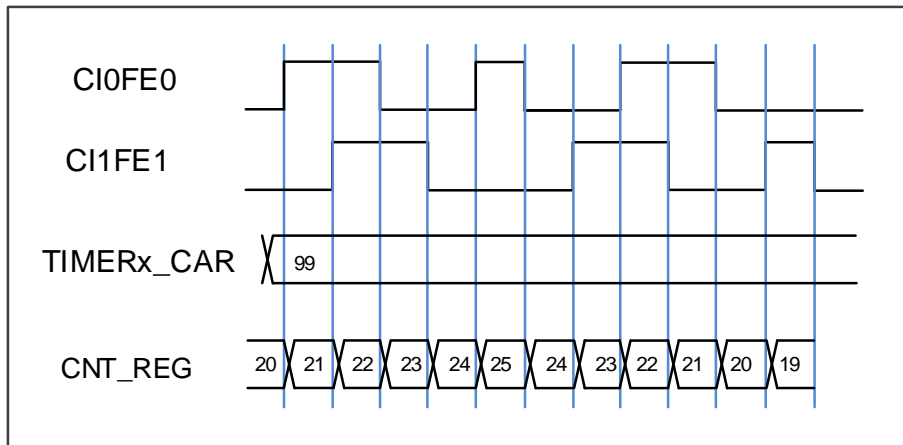 CI0FE0
CI1FE1
TIMERx_CAR 99
CNT_REG 20 21 22 23 24 25 24 23 22 21 20 19